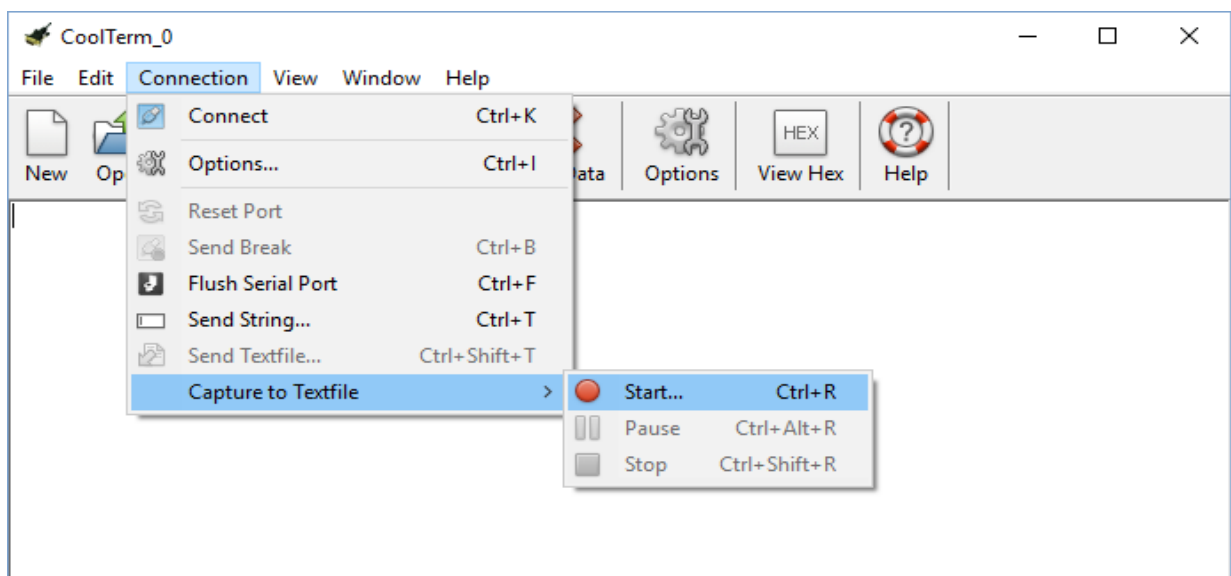 CoolTerm_0
File Edit Connection View Window Help
New Op ata Options View Hex Help
HEX
Connect Ctrl+K
Options... Ctrl+I
Reset Port
Send Break Ctrl+B
Flush Serial Port Ctrl+F
Send String... Ctrl+T
Send Textfile... Ctrl+Shift+T
Capture to Textfile >
Start... Ctrl+R
Pause Ctrl+Alt+R
Stop Ctrl+Shift+R